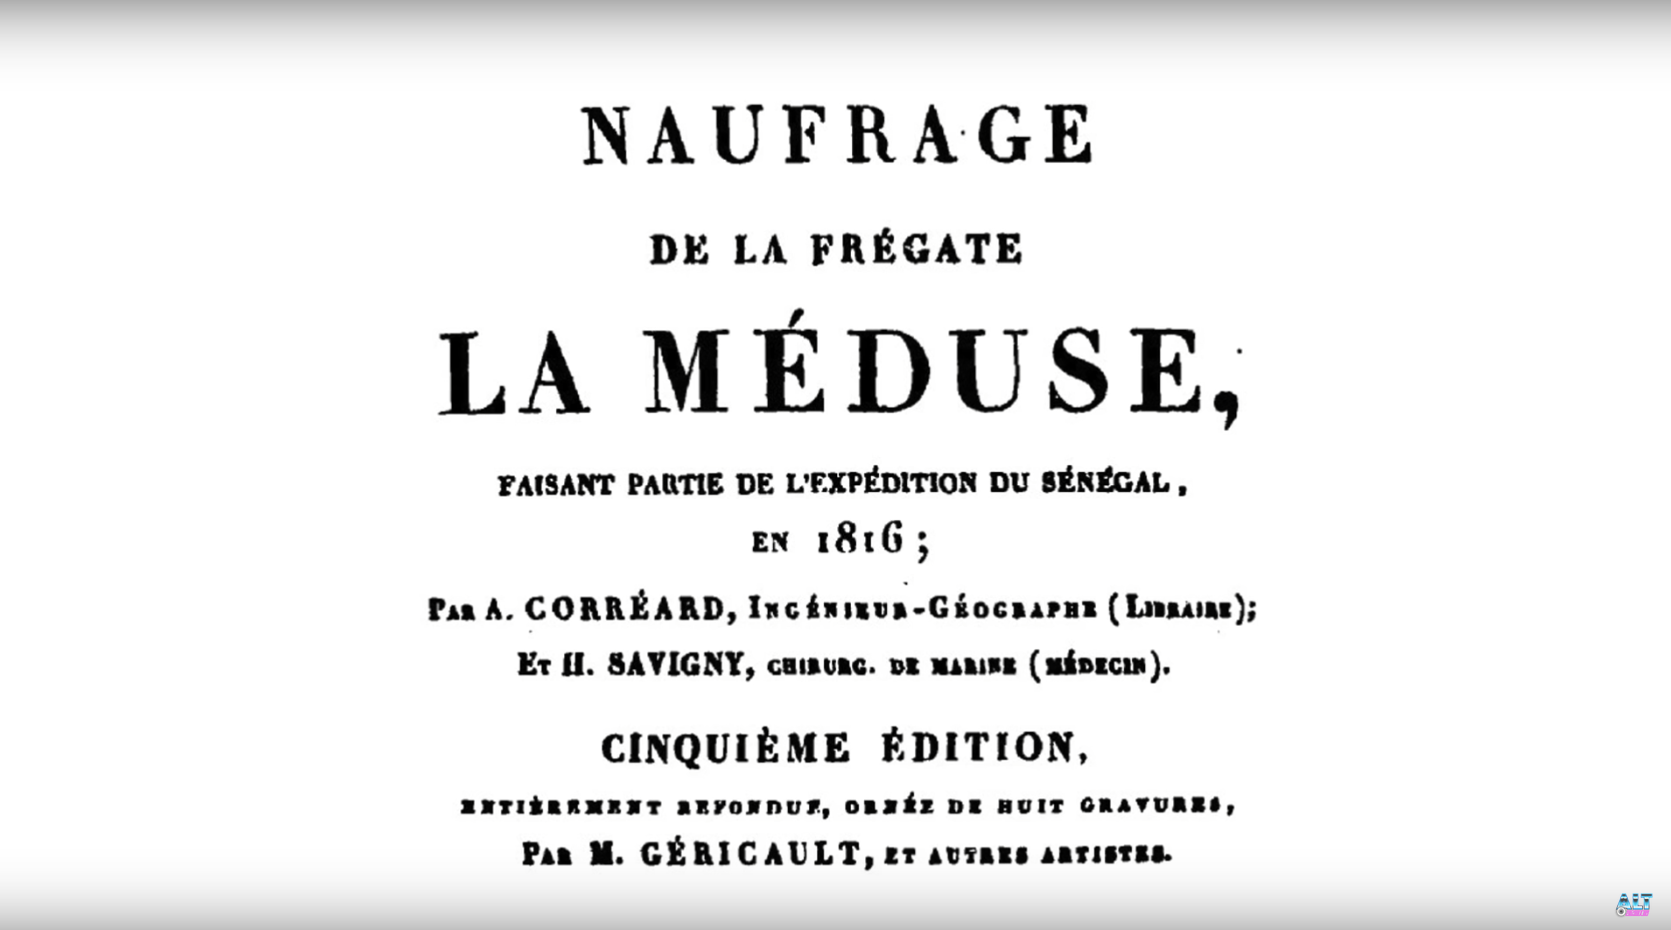 NAUFRAGE
DE LA FRÉGATE
LA MÉDUSE,
FAISANT PARTIE DE L'EXPÉDITION DU SÉNÉGAL,
EN 1816;
PAR A. CORRÉARD, INGÉNIEUR-GÉOGRAPHE (LIBRAIRE);
ET H. SAVIGNY, CHIRURG. DE MARINE (MÉDECIN).
CINQUIÈME ÉDITION,
ENTIÈREMENT REFONDUE, ORNÉE DE HUIT GRAVURES,
PAR M. GÉRICAULT, ET AUTRES ARTISTES.
ALT